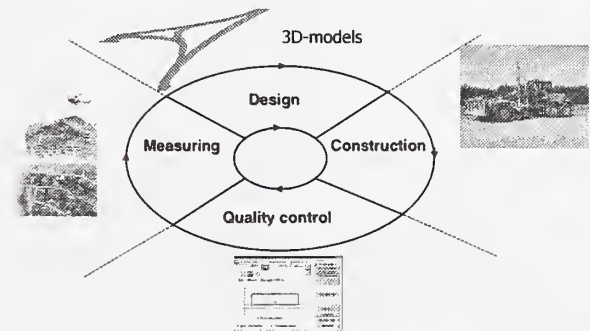 3D-models
Design
Measuring
Construction
Quality control